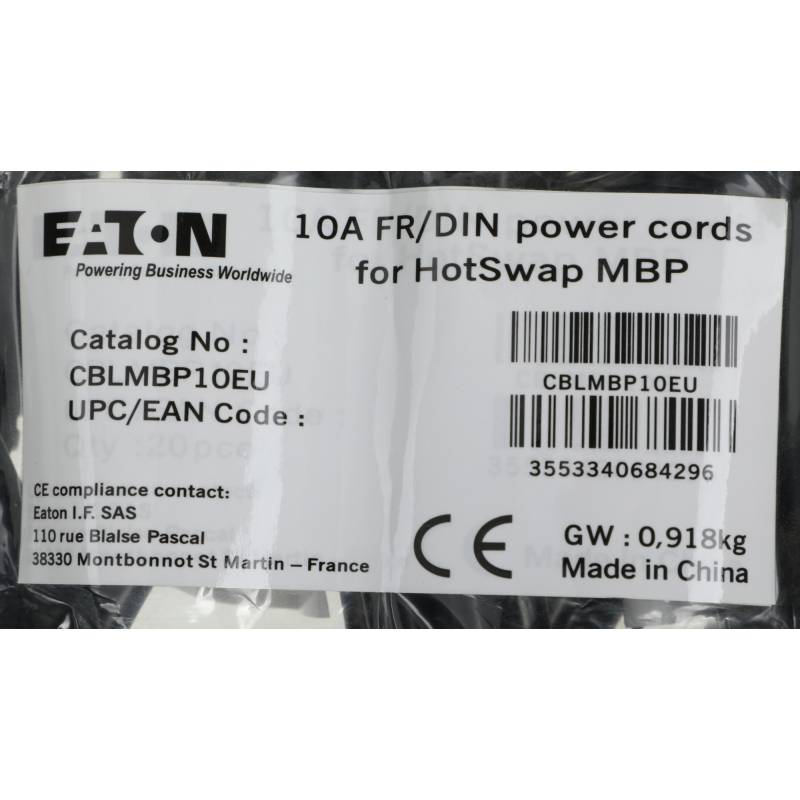 EATON
Powering Business Worldwide
10A FR/DIN power cords
for HotSwap MBP
Catalog No :
CBLMBP10EU
UPC/EAN Code :
CBLMBP10EU
3553340684296
CE compliance contact:
Eaton I.F. SAS
110 rue Blaise Pascal
38330 Montbonnot St Martin – France
CE
GW : 0,918kg
Made in China